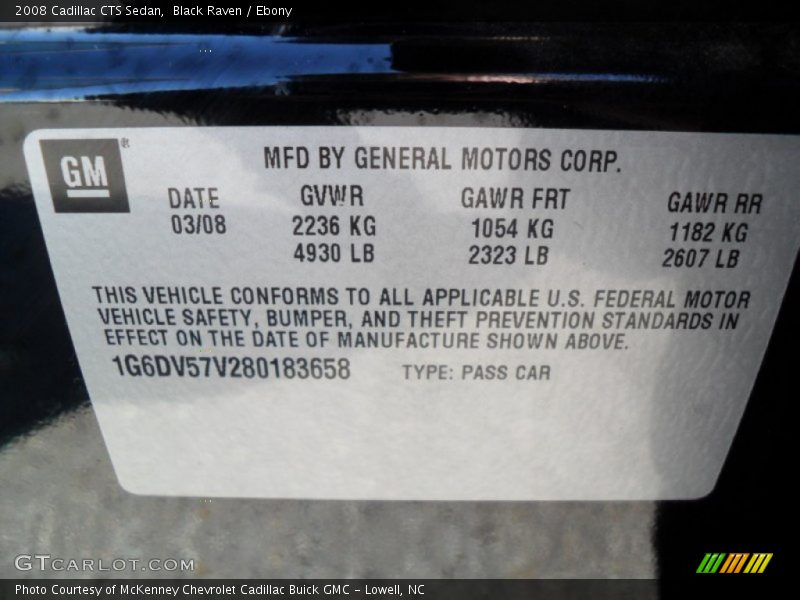 2008 Cadillac CTS Sedan, Black Raven / Ebony
GM®
MFD BY GENERAL MOTORS CORP.
DATE GVWR GAWR FRT GAWR RR
03/08 2236 KG 1054 KG 1182 KG
4930 LB 2323 LB 2607 LB
THIS VEHICLE CONFORMS TO ALL APPLICABLE U.S. FEDERAL MOTOR
VEHICLE SAFETY, BUMPER, AND THEFT PREVENTION STANDARDS IN
EFFECT ON THE DATE OF MANUFACTURE SHOWN ABOVE.
1G6DV57V280183658 TYPE: PASS CAR
GTCARLOT.COM
Photo Courtesy of McKenney Chevrolet Cadillac Buick GMC - Lowell, NC